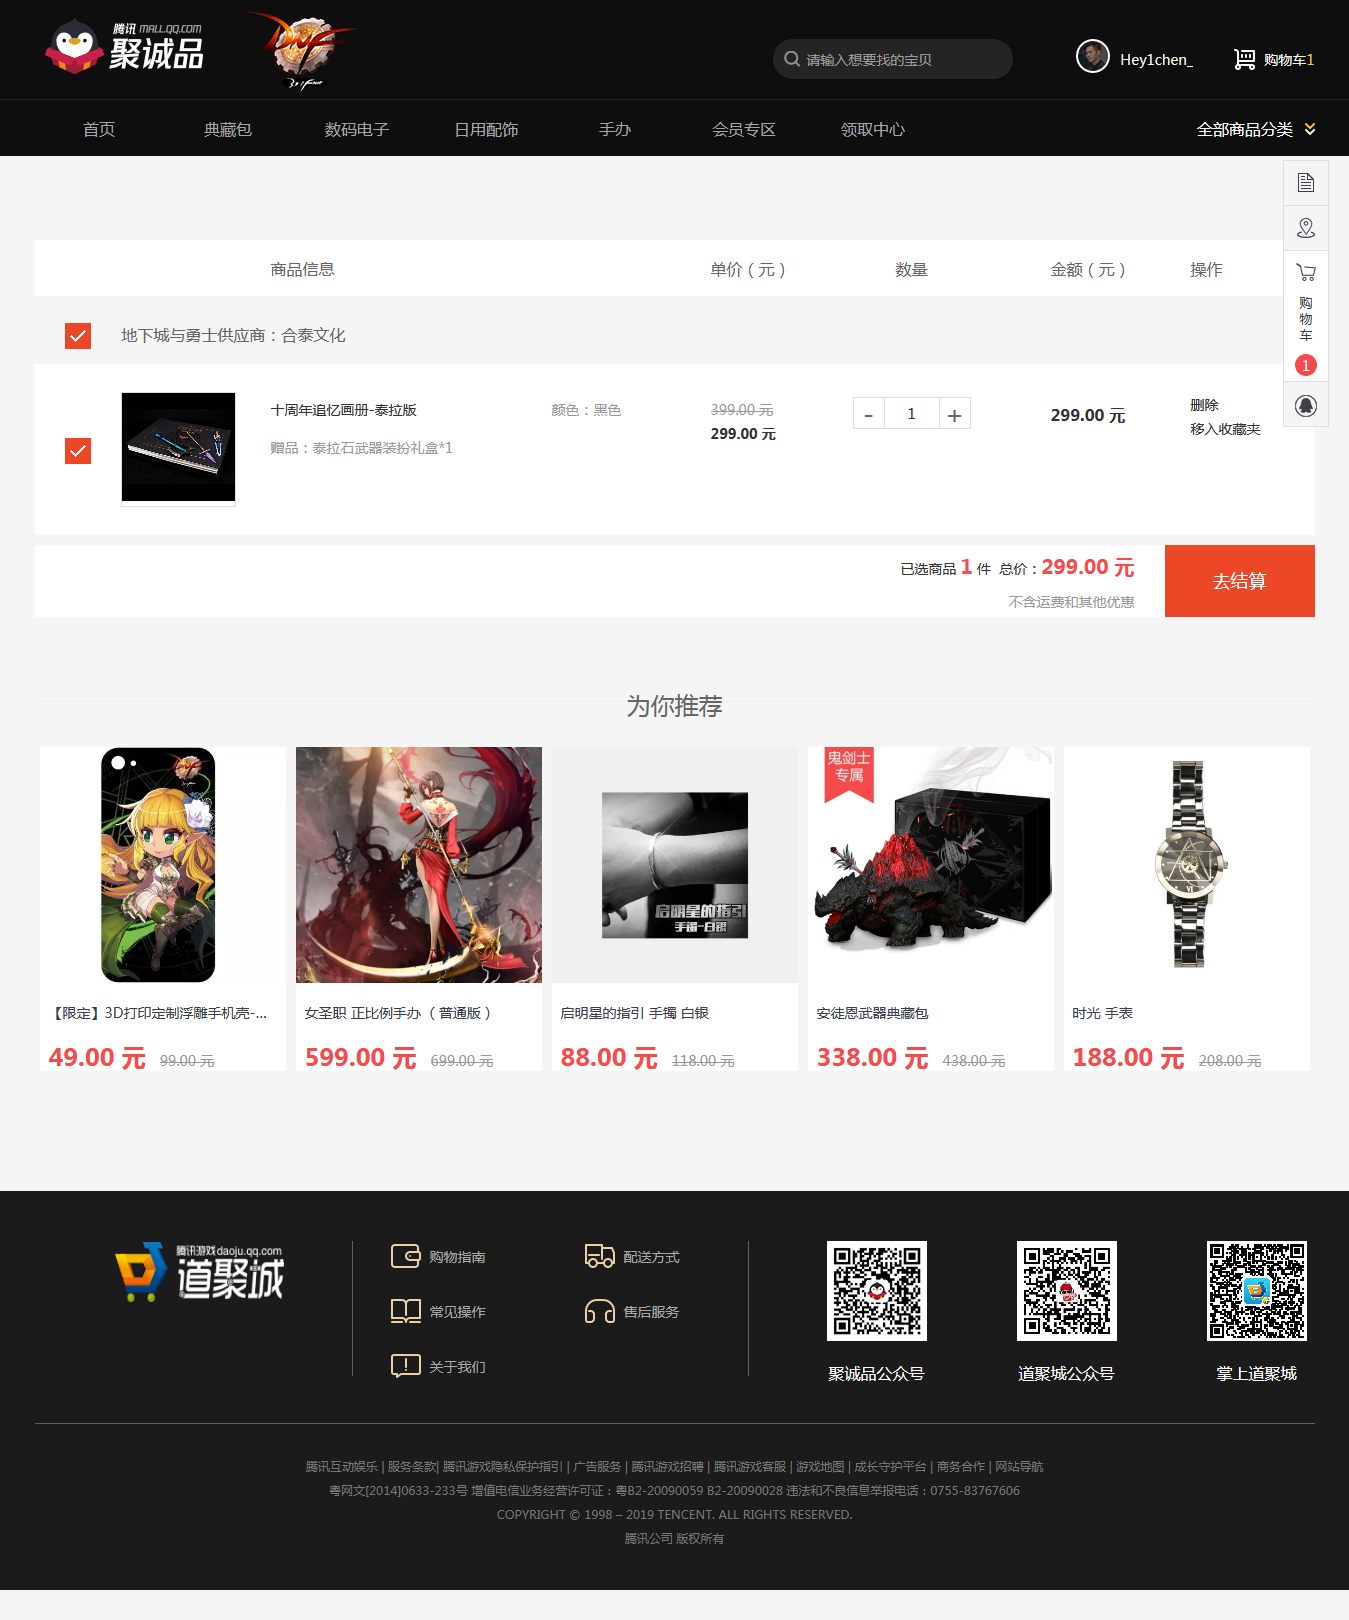 腾讯 MALL.QQ.COM
聚诚品
DNF
请输入想要找的宝贝
Hey1chen_
购物车1
首页 典藏包 数码电子 日用配饰 手办 会员专区 领取中心 全部商品分类
商品信息 单价（元） 数量 金额（元） 操作
地下城与勇士供应商：合泰文化
十周年追忆画册-泰拉版 颜色：黑色 399.00 元 - 1 + 299.00 元 删除
299.00 元 移入收藏夹
赠品：泰拉石武器装扮礼盒*1
购
物
车
1
已选商品 1 件 总价：299.00 元
不含运费和其他优惠
去结算
为你推荐
鬼剑士
专属
启明星的指引
手镯-白银
【限定】3D打印定制浮雕手机壳-... 女圣职 正比例手办 （普通版） 启明星的指引 手镯 白银 安徒恩武器典藏包 时光 手表
49.00 元 99.00 元 599.00 元 699.00 元 88.00 元 118.00 元 338.00 元 438.00 元 188.00 元 208.00 元
腾讯游戏daoju.qq.com
道聚城
购物指南 配送方式
常见操作 售后服务
关于我们
聚诚品公众号 道聚城公众号 掌上道聚城
腾讯互动娱乐 | 服务条款| 腾讯游戏隐私保护指引 | 广告服务 | 腾讯游戏招聘 | 腾讯游戏客服 | 游戏地图 | 成长守护平台 | 商务合作 | 网站导航
粤网文[2014]0633-233号 增值电信业务经营许可证：粤B2-20090059 B2-20090028 违法和不良信息举报电话：0755-83767606
COPYRIGHT © 1998 – 2019 TENCENT. ALL RIGHTS RESERVED.
腾讯公司 版权所有